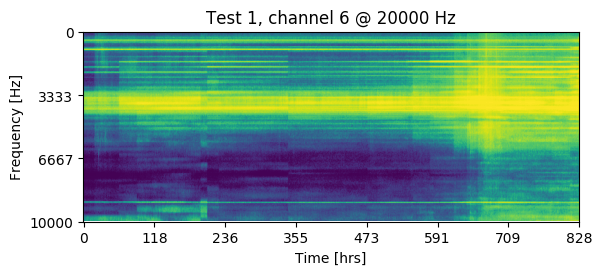 Test 1, channel 6 @ 20000 Hz
0
3333
6667
10000
Frequency [Hz]
0 118 236 355 473 591 709 828
Time [hrs]